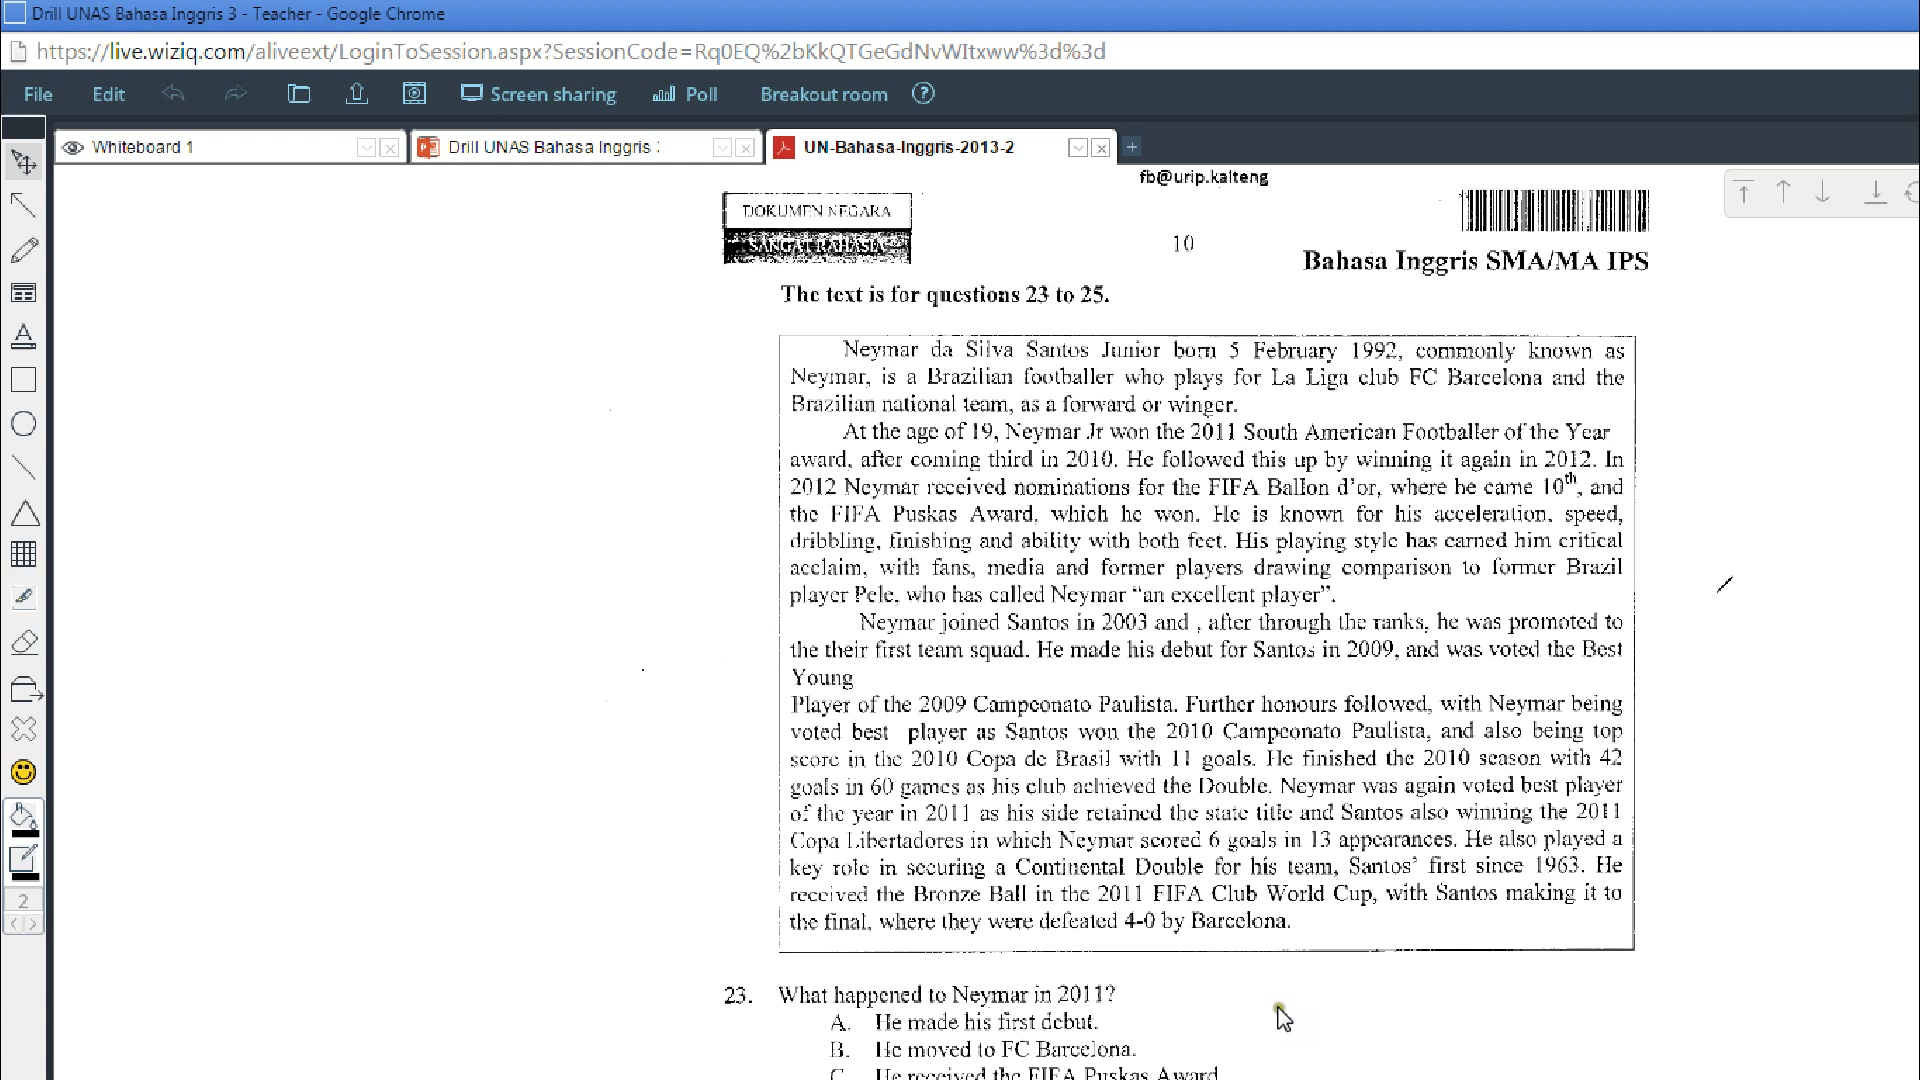 Drill UNAS Bahasa Inggris 3 - Teacher - Google Chrome
https://live.wiziq.com/aliveext/LoginToSession.aspx?SessionCode=Rq0EQ%2bKkQTGeGdNvWItxww%3d%3d
File Edit Screen sharing Poll Breakout room ?
Whiteboard 1 Drill UNAS Bahasa Inggris : UN-Bahasa-Inggris-2013-2 +
fb@urip.kalteng
DOKUMEN NEGARA
SANGAT RAHASIA
10
Bahasa Inggris SMA/MA IPS
The text is for questions 23 to 25.
Neymar da Silva Santos Junior born 5 February 1992, commonly known as
Neymar, is a Brazilian footballer who plays for La Liga club FC Barcelona and the
Brazilian national team, as a forward or winger.
At the age of 19, Neymar Jr won the 2011 South American Footballer of the Year
award, after coming third in 2010. He followed this up by winning it again in 2012. In
2012 Neymar received nominations for the FIFA Ballon d'or, where he came 10th, and
the FIFA Puskas Award, which he won. He is known for his acceleration, speed,
dribbling, finishing and ability with both feet. His playing style has earned him critical
acclaim, with fans, media and former players drawing comparison to former Brazil
player Pele, who has called Neymar "an excellent player".
Neymar joined Santos in 2003 and , after through the ranks, he was promoted to
the their first team squad. He made his debut for Santos in 2009, and was voted the Best
Young
Player of the 2009 Campeonato Paulista. Further honours followed, with Neymar being
voted best player as Santos won the 2010 Campeonato Paulista, and also being top
score in the 2010 Copa de Brasil with 11 goals. He finished the 2010 season with 42
goals in 60 games as his club achieved the Double. Neymar was again voted best player
of the year in 2011 as his side retained the state title and Santos also winning the 2011
Copa Libertadores in which Neymar scored 6 goals in 13 appearances. He also played a
key role in securing a Continental Double for his team, Santos' first since 1963. He
received the Bronze Ball in the 2011 FIFA Club World Cup, with Santos making it to
the final, where they were defeated 4-0 by Barcelona.
2
23. What happened to Neymar in 2011?
A. He made his first debut.
B. He moved to FC Barcelona.
C. He received the FIFA Puskas Award